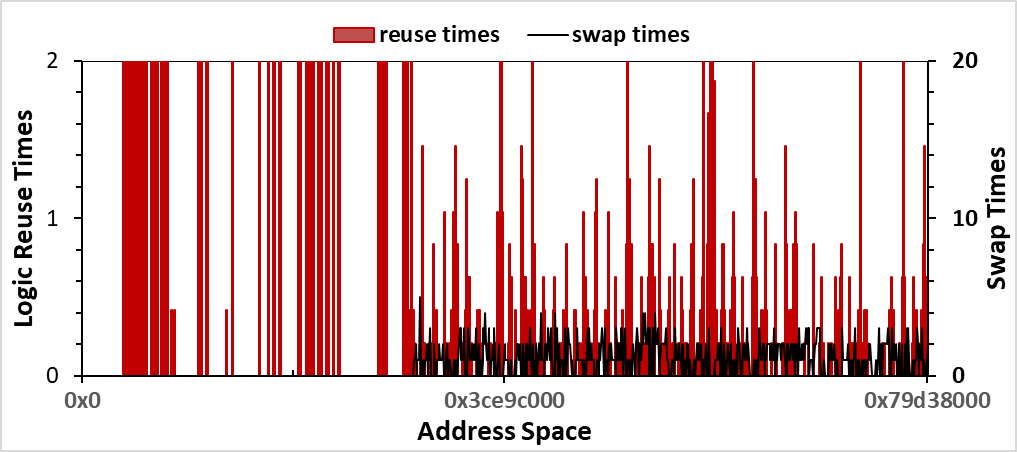 reuse times
swap times
Logic Reuse Times
2
1
0
20
10
0
Swap Times
0x0
0x3ce9c000
0x79d38000
Address Space